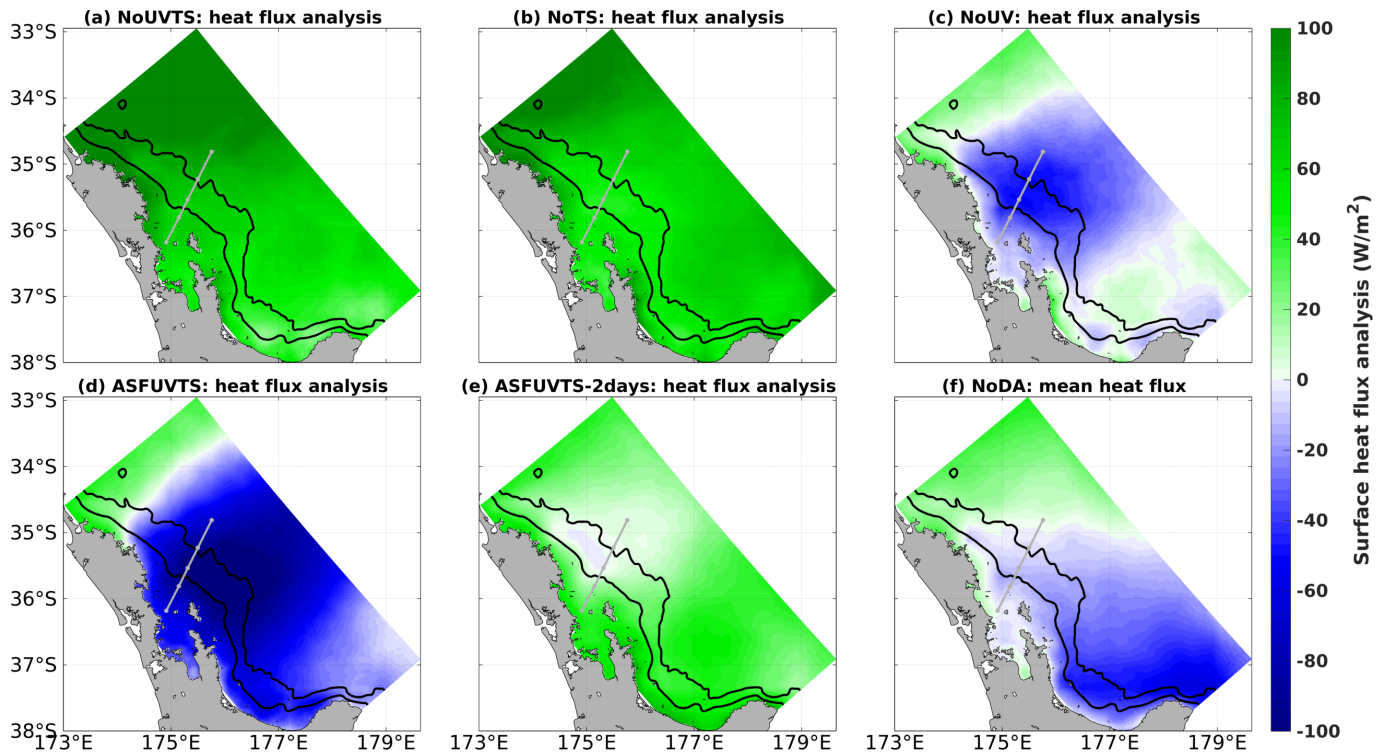 (a) NoUVTS: heat flux analysis
(b) NoTS: heat flux analysis
(c) NoUV: heat flux analysis
33°S
34°S
35°S
36°S
37°S
38°S
(d) ASFUVTS: heat flux analysis
(e) ASFUVTS-2days: heat flux analysis
(f) NoDA: mean heat flux
33°S
34°S
35°S
36°S
37°S
38°S
173°E 175°E 177°E 179°E
173°E 175°E 177°E 179°E
173°E 175°E 177°E 179°E
100
80
60
40
20
0
-20
-40
-60
-80
-100
Surface heat flux analysis (W/m²)